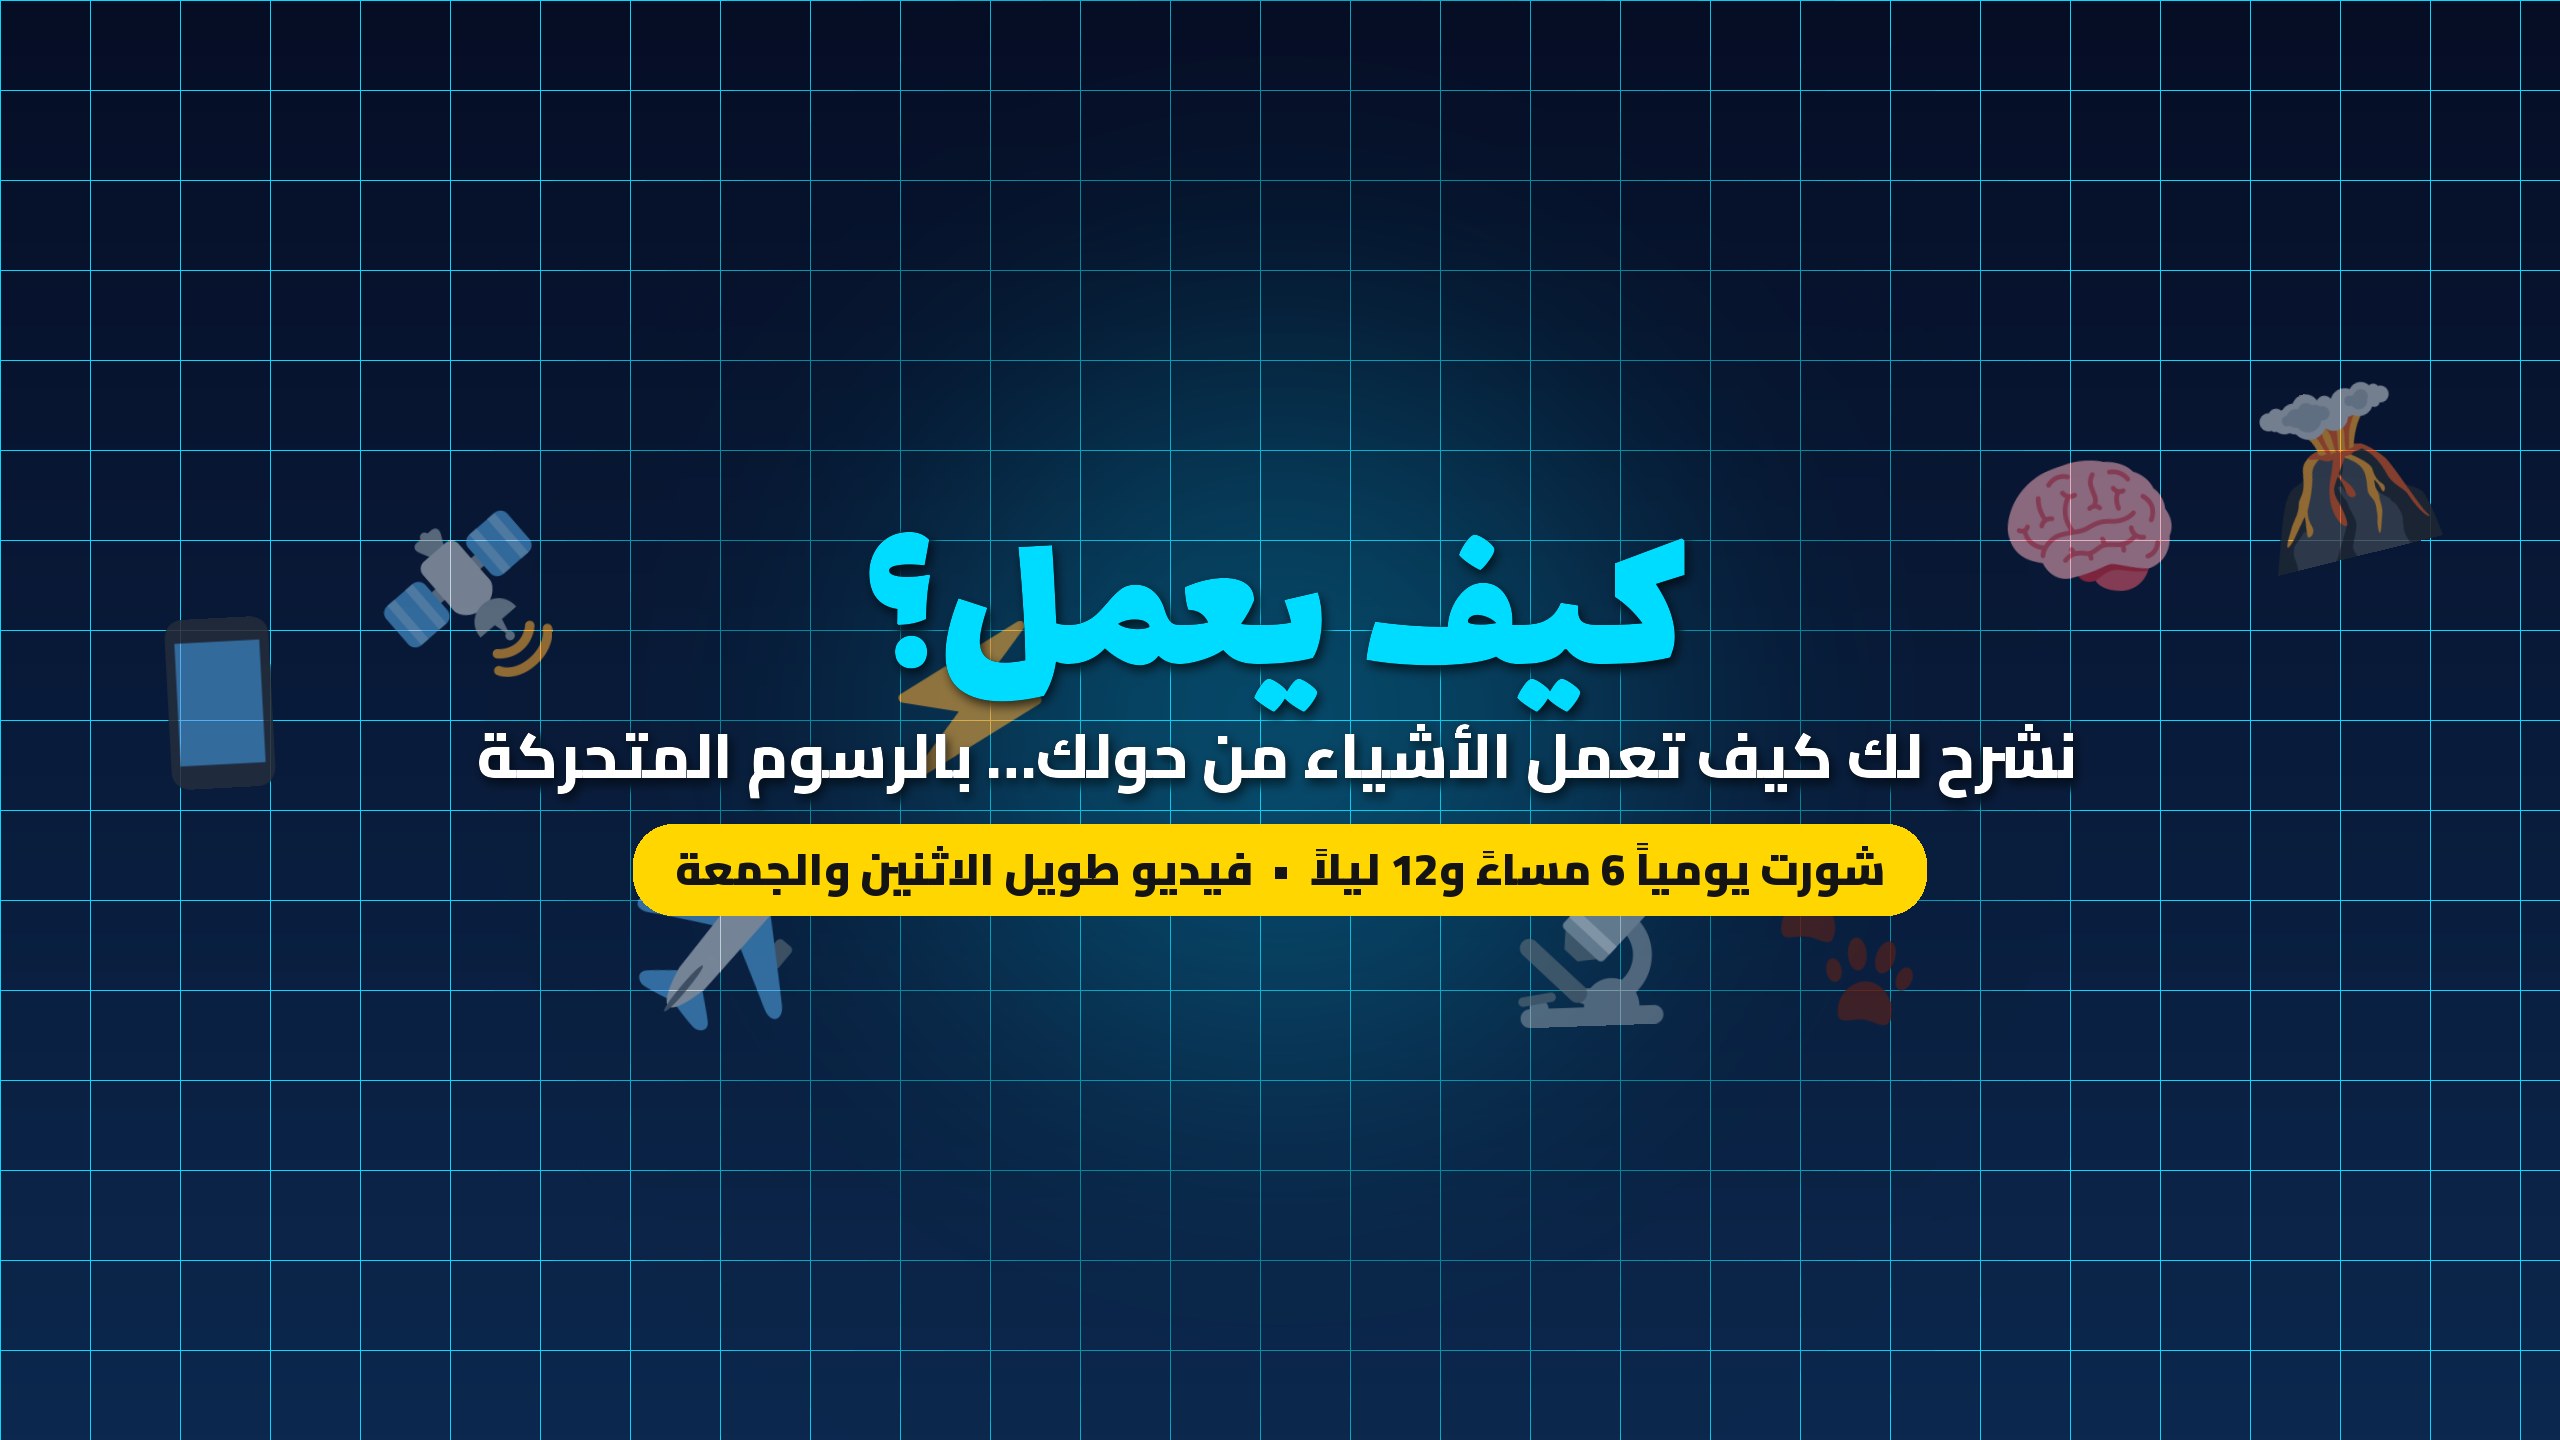 كيف يعمل؟
نشرح لك كيف تعمل الأشياء من حولك... بالرسوم المتحركة
شورت يومياً 6 مساءً و12 ليلاً ▪ فيديو طويل الاثنين والجمعة